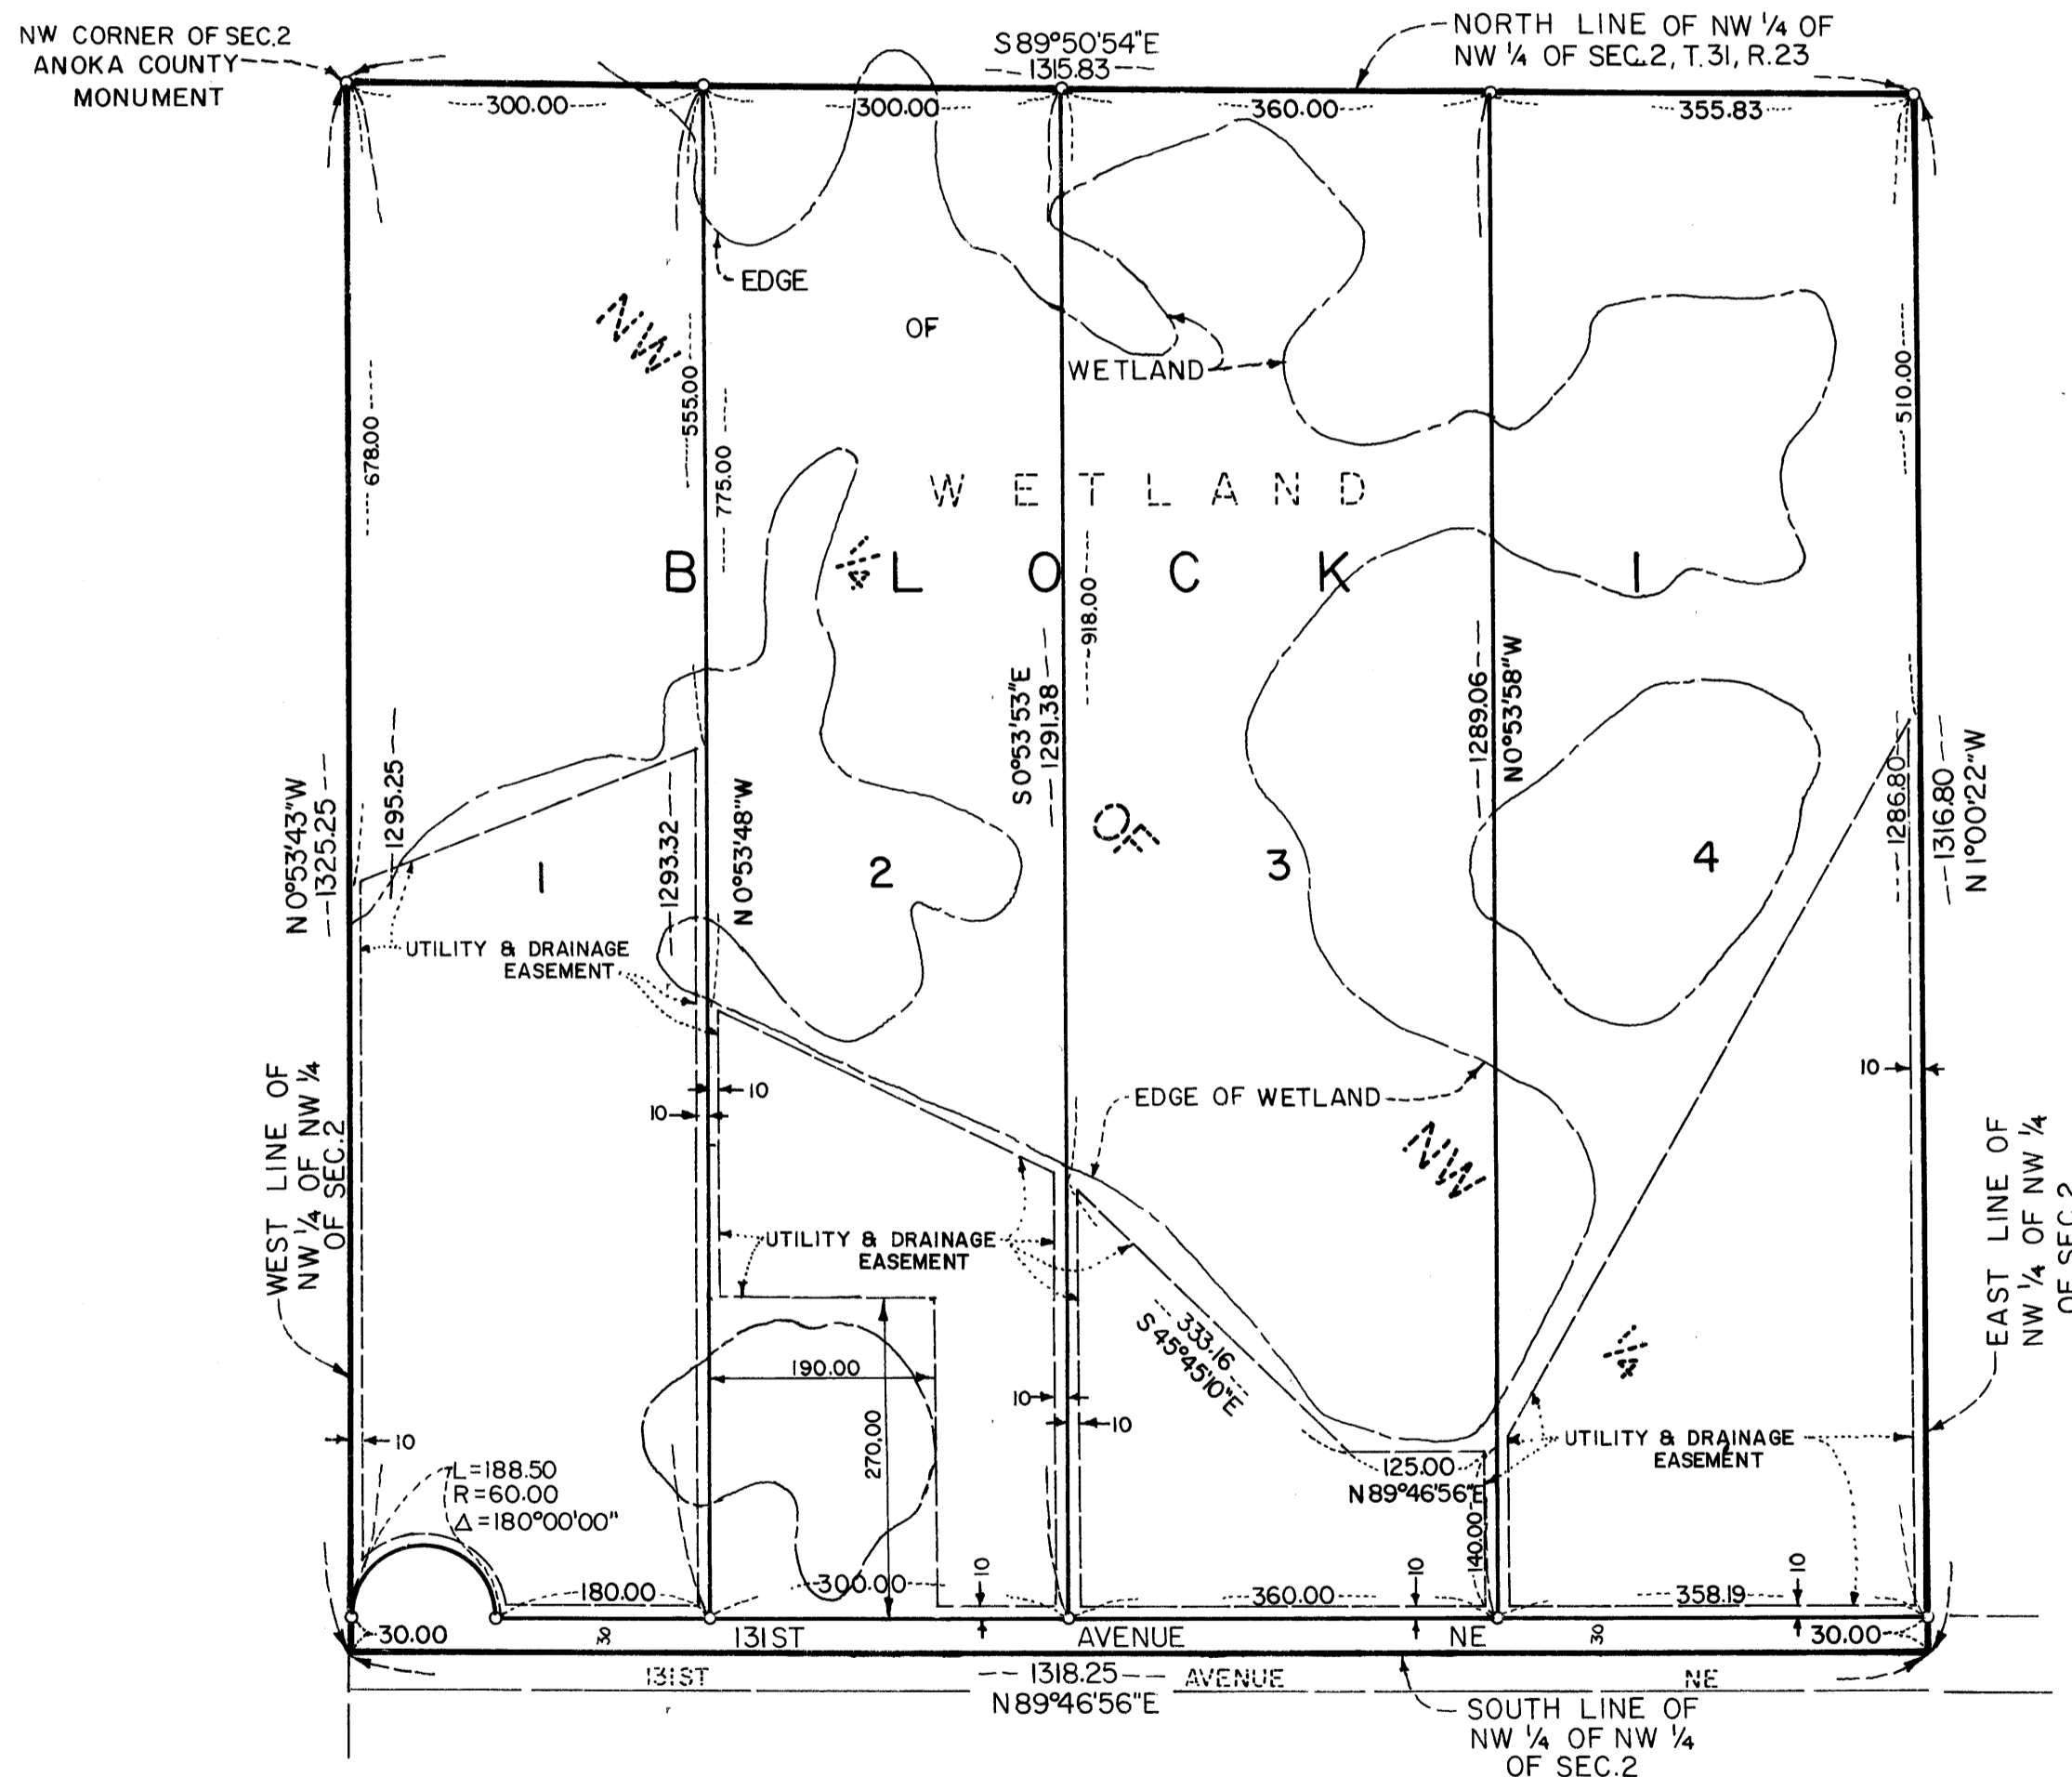 NW CORNER OF SEC.2
ANOKA COUNTY
MONUMENT
S89°50'54"E
1315.83
NORTH LINE OF NW 1/4 OF
NW 1/4 OF SEC.2, T.31, R.23
300.00
300.00
360.00
355.83
EDGE
OF
WETLAND
NW
1/4
OF
NW
1/4
678.00
555.00
775.00
918.00
510.00
WETLAND
BLOCK 1
N0°53'43"W
1325.25
1295.25
1293.32
N0°53'48"W
S0°53'53"E
1291.38
1289.06
N0°53'58"W
1286.80
1316.80
N1°00'22"W
1
2
3
4
UTILITY & DRAINAGE
EASEMENT
10
10
10
EDGE OF WETLAND
WEST LINE OF
NW 1/4 OF NW 1/4
OF SEC.2
EAST LINE OF
NW 1/4 OF NW 1/4
OF SEC.2
UTILITY & DRAINAGE
EASEMENT
333.16
S45°45'10"E
190.00
270.00
10
10
10
L=188.50
R=60.00
Δ=180°00'00"
125.00
N89°46'56"E
140.00
UTILITY & DRAINAGE
EASEMENT
180.00
300.00
10
360.00
10
358.19
10
30.00
30
131ST AVENUE NE
30
30.00
131ST AVENUE NE
1318.25
N89°46'56"E
SOUTH LINE OF
NW 1/4 OF NW 1/4
OF SEC.2